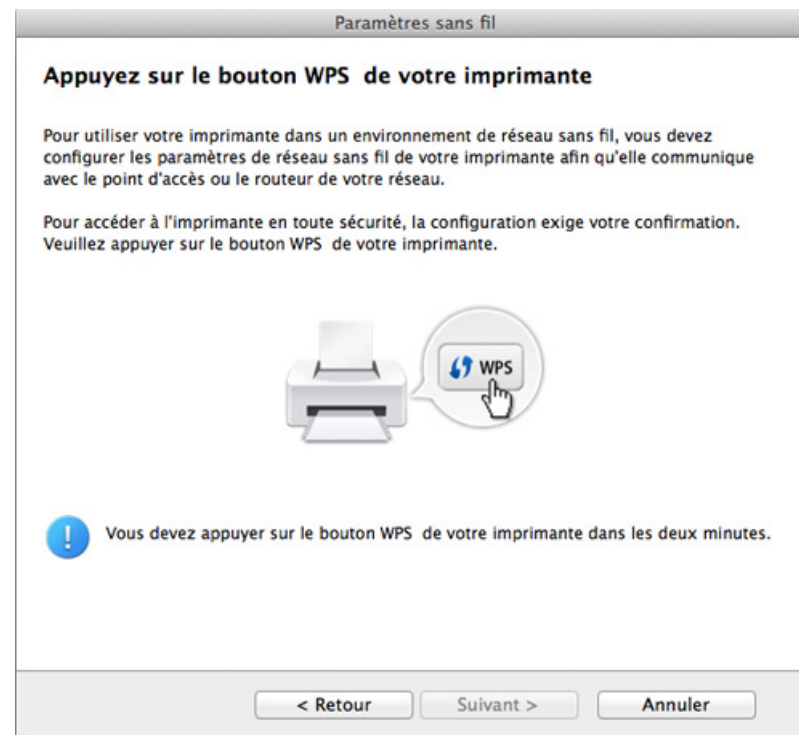 Paramètres sans fil
Appuyez sur le bouton WPS  de votre imprimante
Pour utiliser votre imprimante dans un environnement de réseau sans fil, vous devez
configurer les paramètres de réseau sans fil de votre imprimante afin qu'elle communique
avec le point d'accès ou le routeur de votre réseau.
Pour accéder à l'imprimante en toute sécurité, la configuration exige votre confirmation.
Veuillez appuyer sur le bouton WPS  de votre imprimante.
WPS
Vous devez appuyer sur le bouton WPS  de votre imprimante dans les deux minutes.
< Retour Suivant > Annuler